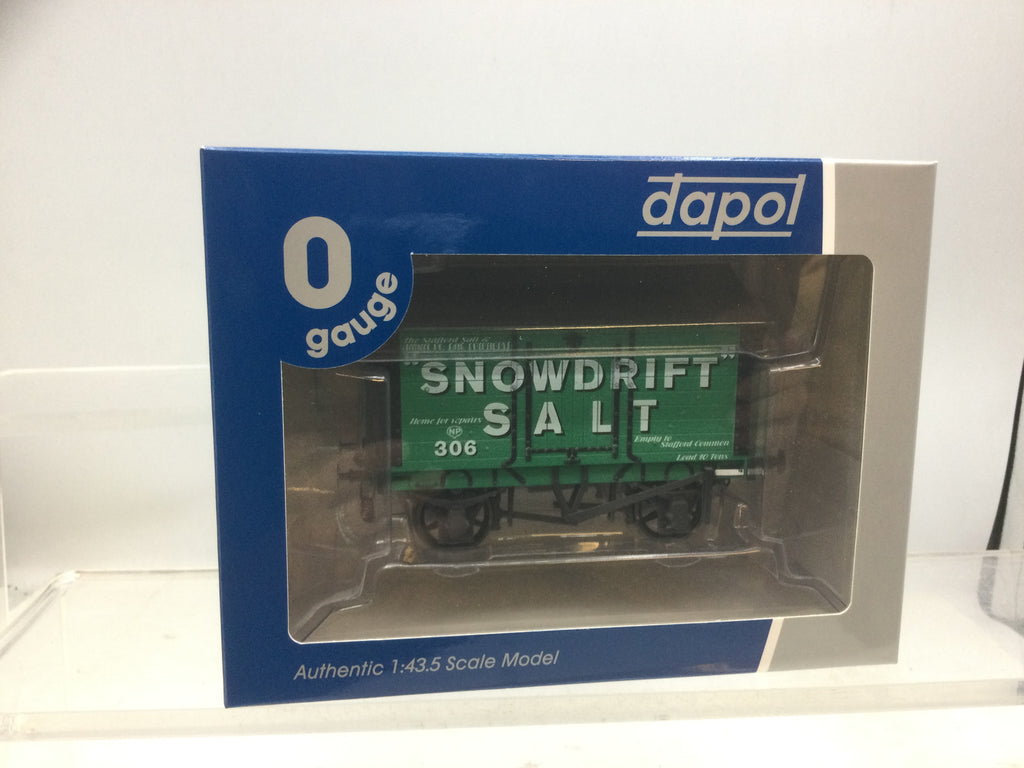 dapol
0
gauge
the Stafford Salt &
"SNOWDRIFT"
SALT
Home for repairs
NP
306
Empty to
Stafford Common
Load 10 Tons
Authentic 1:43.5 Scale Model